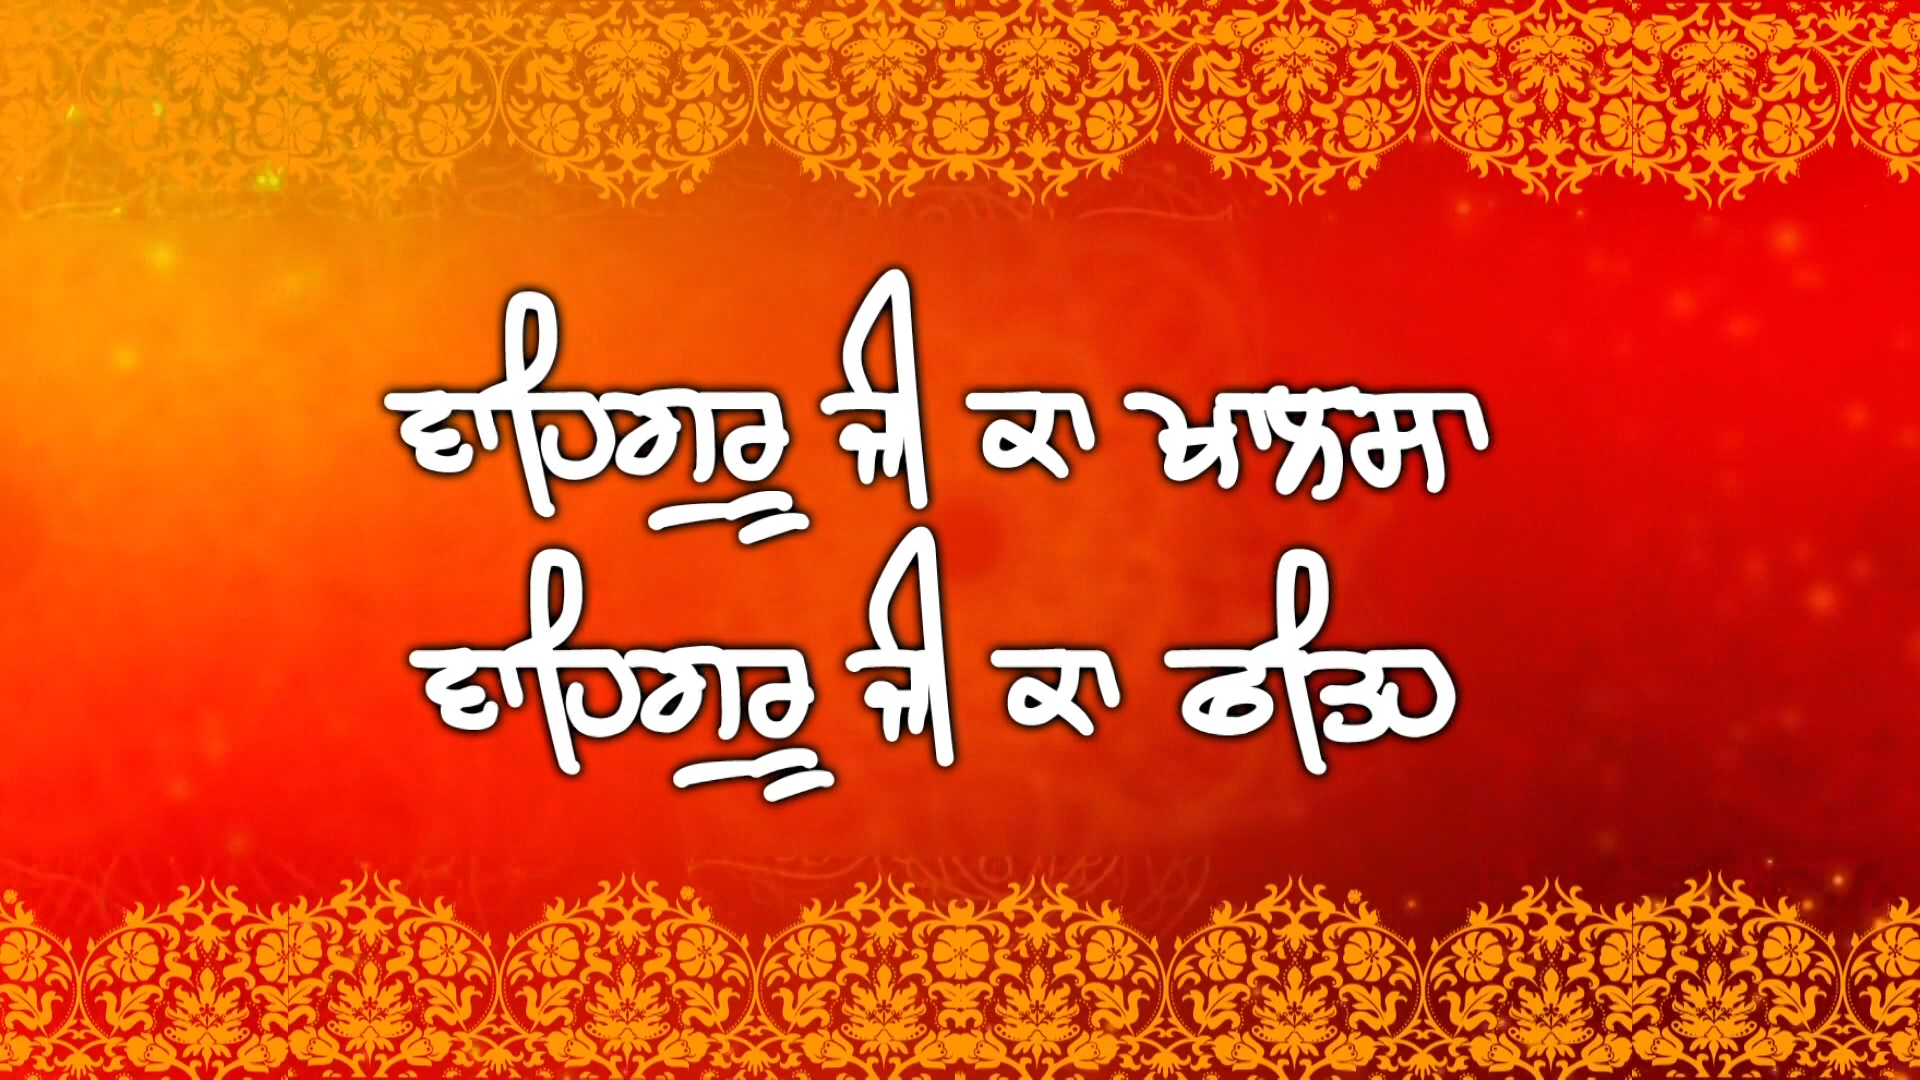 ਵਾਹਿਗੁਰੂ ਜੀ ਕਾ ਖਾਲਸਾ
ਵਾਹਿਗੁਰੂ ਜੀ ਕਾ ਫਤਿਹ